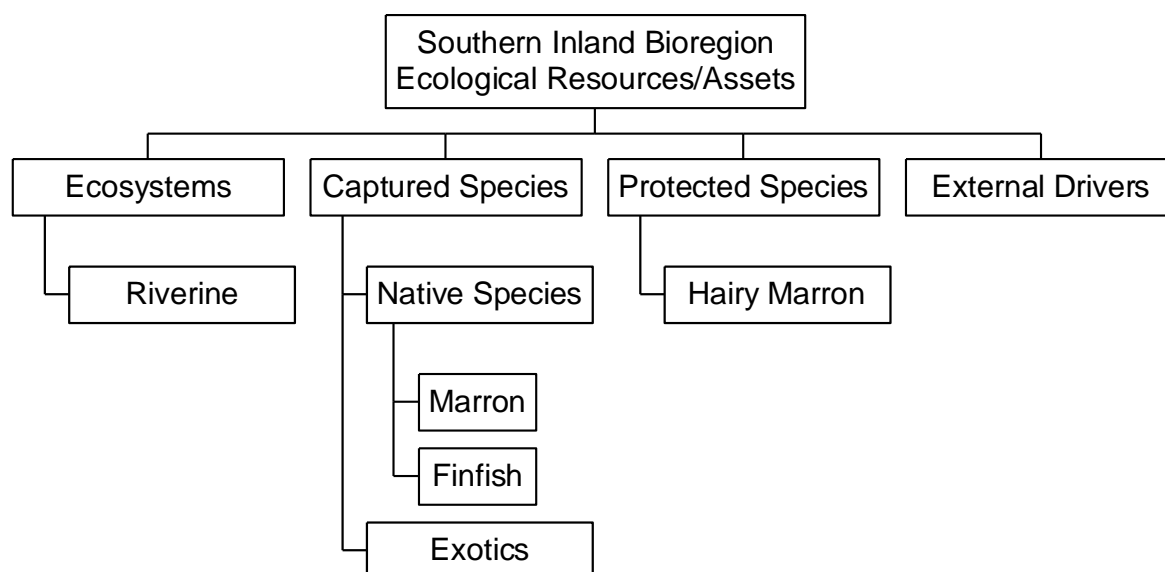 Southern Inland Bioregion
Ecological Resources/Assets
Ecosystems
Captured Species
Protected Species
External Drivers
Riverine
Native Species
Hairy Marron
Marron
Finfish
Exotics